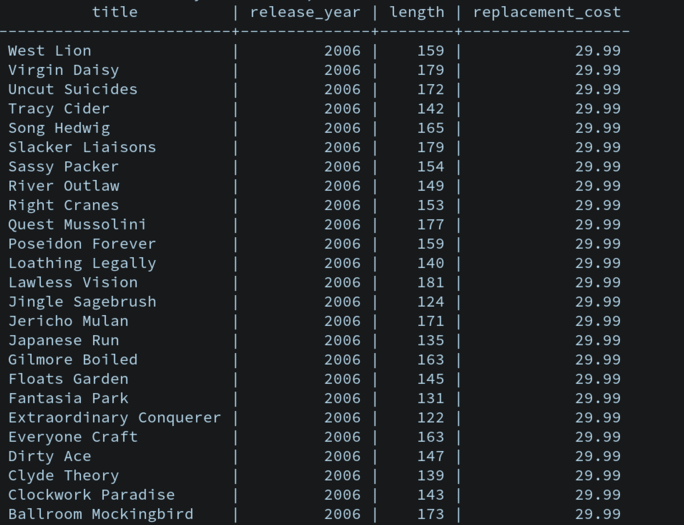 title | release_year | length | replacement_cost
-----------------------+--------------+--------+------------------
West Lion | 2006 | 159 | 29.99
Virgin Daisy | 2006 | 179 | 29.99
Uncut Suicides | 2006 | 172 | 29.99
Tracy Cider | 2006 | 142 | 29.99
Song Hedwig | 2006 | 165 | 29.99
Slacker Liaisons | 2006 | 179 | 29.99
Sassy Packer | 2006 | 154 | 29.99
River Outlaw | 2006 | 149 | 29.99
Right Cranes | 2006 | 153 | 29.99
Quest Mussolini | 2006 | 177 | 29.99
Poseidon Forever | 2006 | 159 | 29.99
Loathing Legally | 2006 | 140 | 29.99
Lawless Vision | 2006 | 181 | 29.99
Jingle Sagebrush | 2006 | 124 | 29.99
Jericho Mulan | 2006 | 171 | 29.99
Japanese Run | 2006 | 135 | 29.99
Gilmore Boiled | 2006 | 163 | 29.99
Floats Garden | 2006 | 145 | 29.99
Fantasia Park | 2006 | 131 | 29.99
Extraordinary Conquerer | 2006 | 122 | 29.99
Everyone Craft | 2006 | 163 | 29.99
Dirty Ace | 2006 | 147 | 29.99
Clyde Theory | 2006 | 139 | 29.99
Clockwork Paradise | 2006 | 143 | 29.99
Ballroom Mockingbird | 2006 | 173 | 29.99